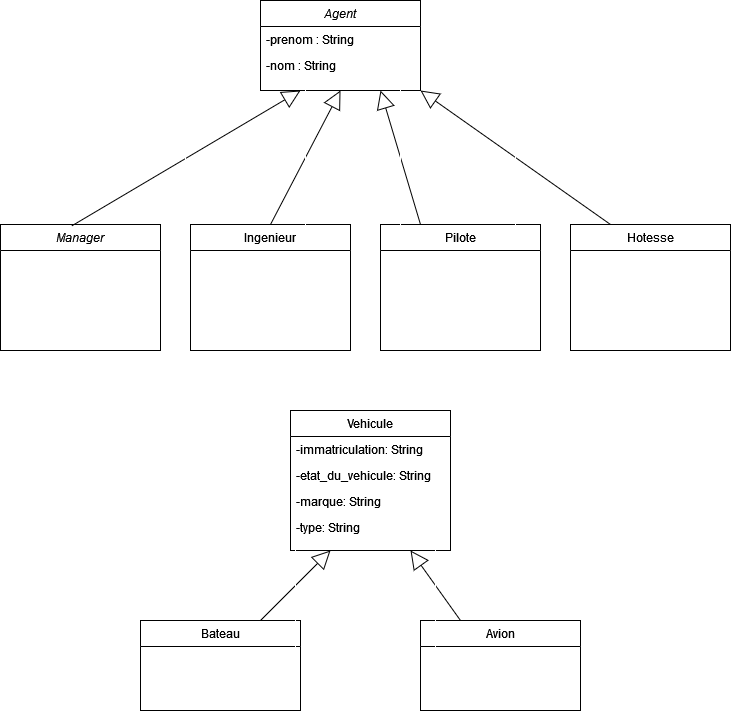 Agent
-prenom : String
-nom : String
Manager
Ingenieur
Pilote
Hotesse
Vehicule
-immatriculation: String
-etat_du_vehicule: String
-marque: String
-type: String
Bateau
Avion